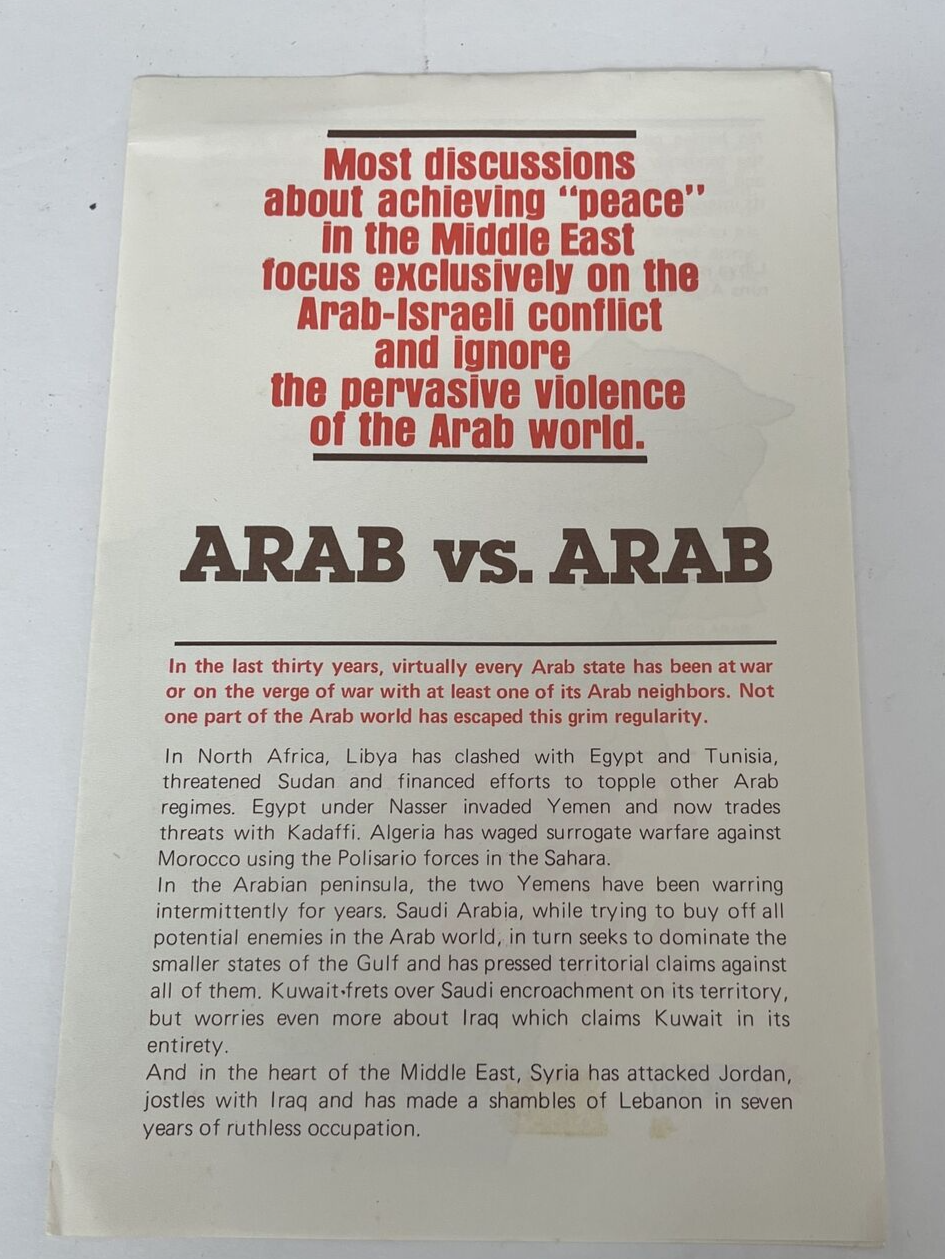 Most discussions
about achieving “peace”
in the Middle East
focus exclusively on the
Arab-Israeli conflict
and ignore
the pervasive violence
of the Arab world.
ARAB vs. ARAB
In the last thirty years, virtually every Arab state has been at war
or on the verge of war with at least one of its Arab neighbors. Not
one part of the Arab world has escaped this grim regularity.
In North Africa, Libya has clashed with Egypt and Tunisia,
threatened Sudan and financed efforts to topple other Arab
regimes. Egypt under Nasser invaded Yemen and now trades
threats with Kadaffi. Algeria has waged surrogate warfare against
Morocco using the Polisario forces in the Sahara.
In the Arabian peninsula, the two Yemens have been warring
intermittently for years. Saudi Arabia, while trying to buy off all
potential enemies in the Arab world, in turn seeks to dominate the
smaller states of the Gulf and has pressed territorial claims against
all of them. Kuwait frets over Saudi encroachment on its territory,
but worries even more about Iraq which claims Kuwait in its
entirety.
And in the heart of the Middle East, Syria has attacked Jordan,
jostles with Iraq and has made a shambles of Lebanon in seven
years of ruthless occupation.